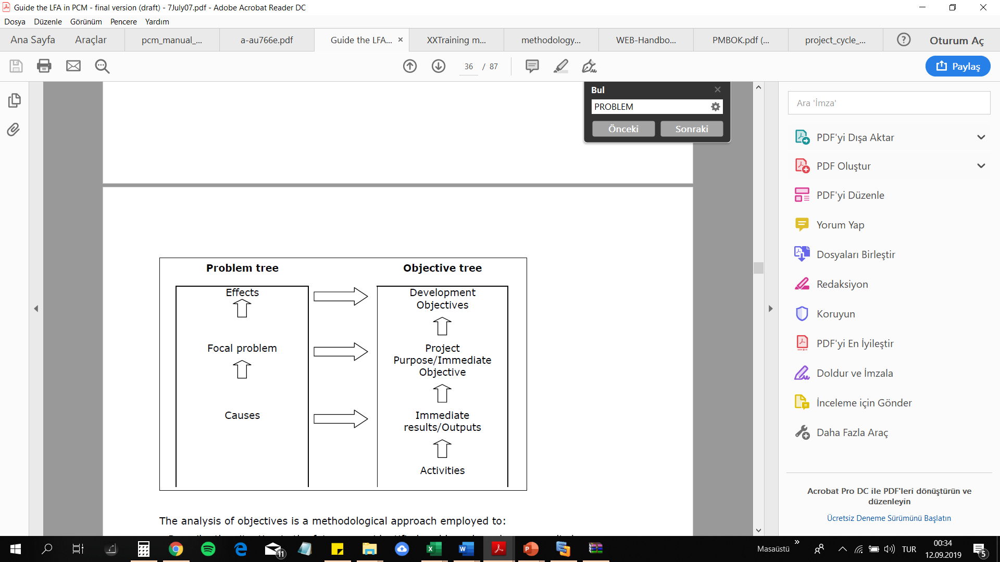 Guide the LFA in PCM - final version (draft) - 7July07.pdf - Adobe Acrobat Reader DC
Dosya Düzenle Görünüm Pencere Yardım
Ana Sayfa Araçlar pcm_manual_... a-au766e.pdf Guide the LFA... XXTraining m... methodology... WEB-Handbo... PMBOK.pdf (... project_cycle_... Oturum Aç
36 / 87
Paylaş
Bul
PROBLEM
Önceki Sonraki
Problem tree Objective tree
Effects Development
Objectives
Focal problem Project
Purpose/Immediate
Objective
Causes Immediate
results/Outputs
Activities
The analysis of objectives is a methodological approach employed to:
Ara 'İmza'
PDF'yi Dışa Aktar
PDF Oluştur
PDF'yi Düzenle
Yorum Yap
Dosyaları Birleştir
Redaksiyon
Koruyun
PDF'yi En İyileştir
Doldur ve İmzala
İnceleme için Gönder
Daha Fazla Araç
Acrobat Pro DC ile PDF'leri dönüştürün ve
düzenleyin
Ücretsiz Deneme Sürümünü Başlatın
11
Masaüstü
TUR
00:34
12.09.2019
5